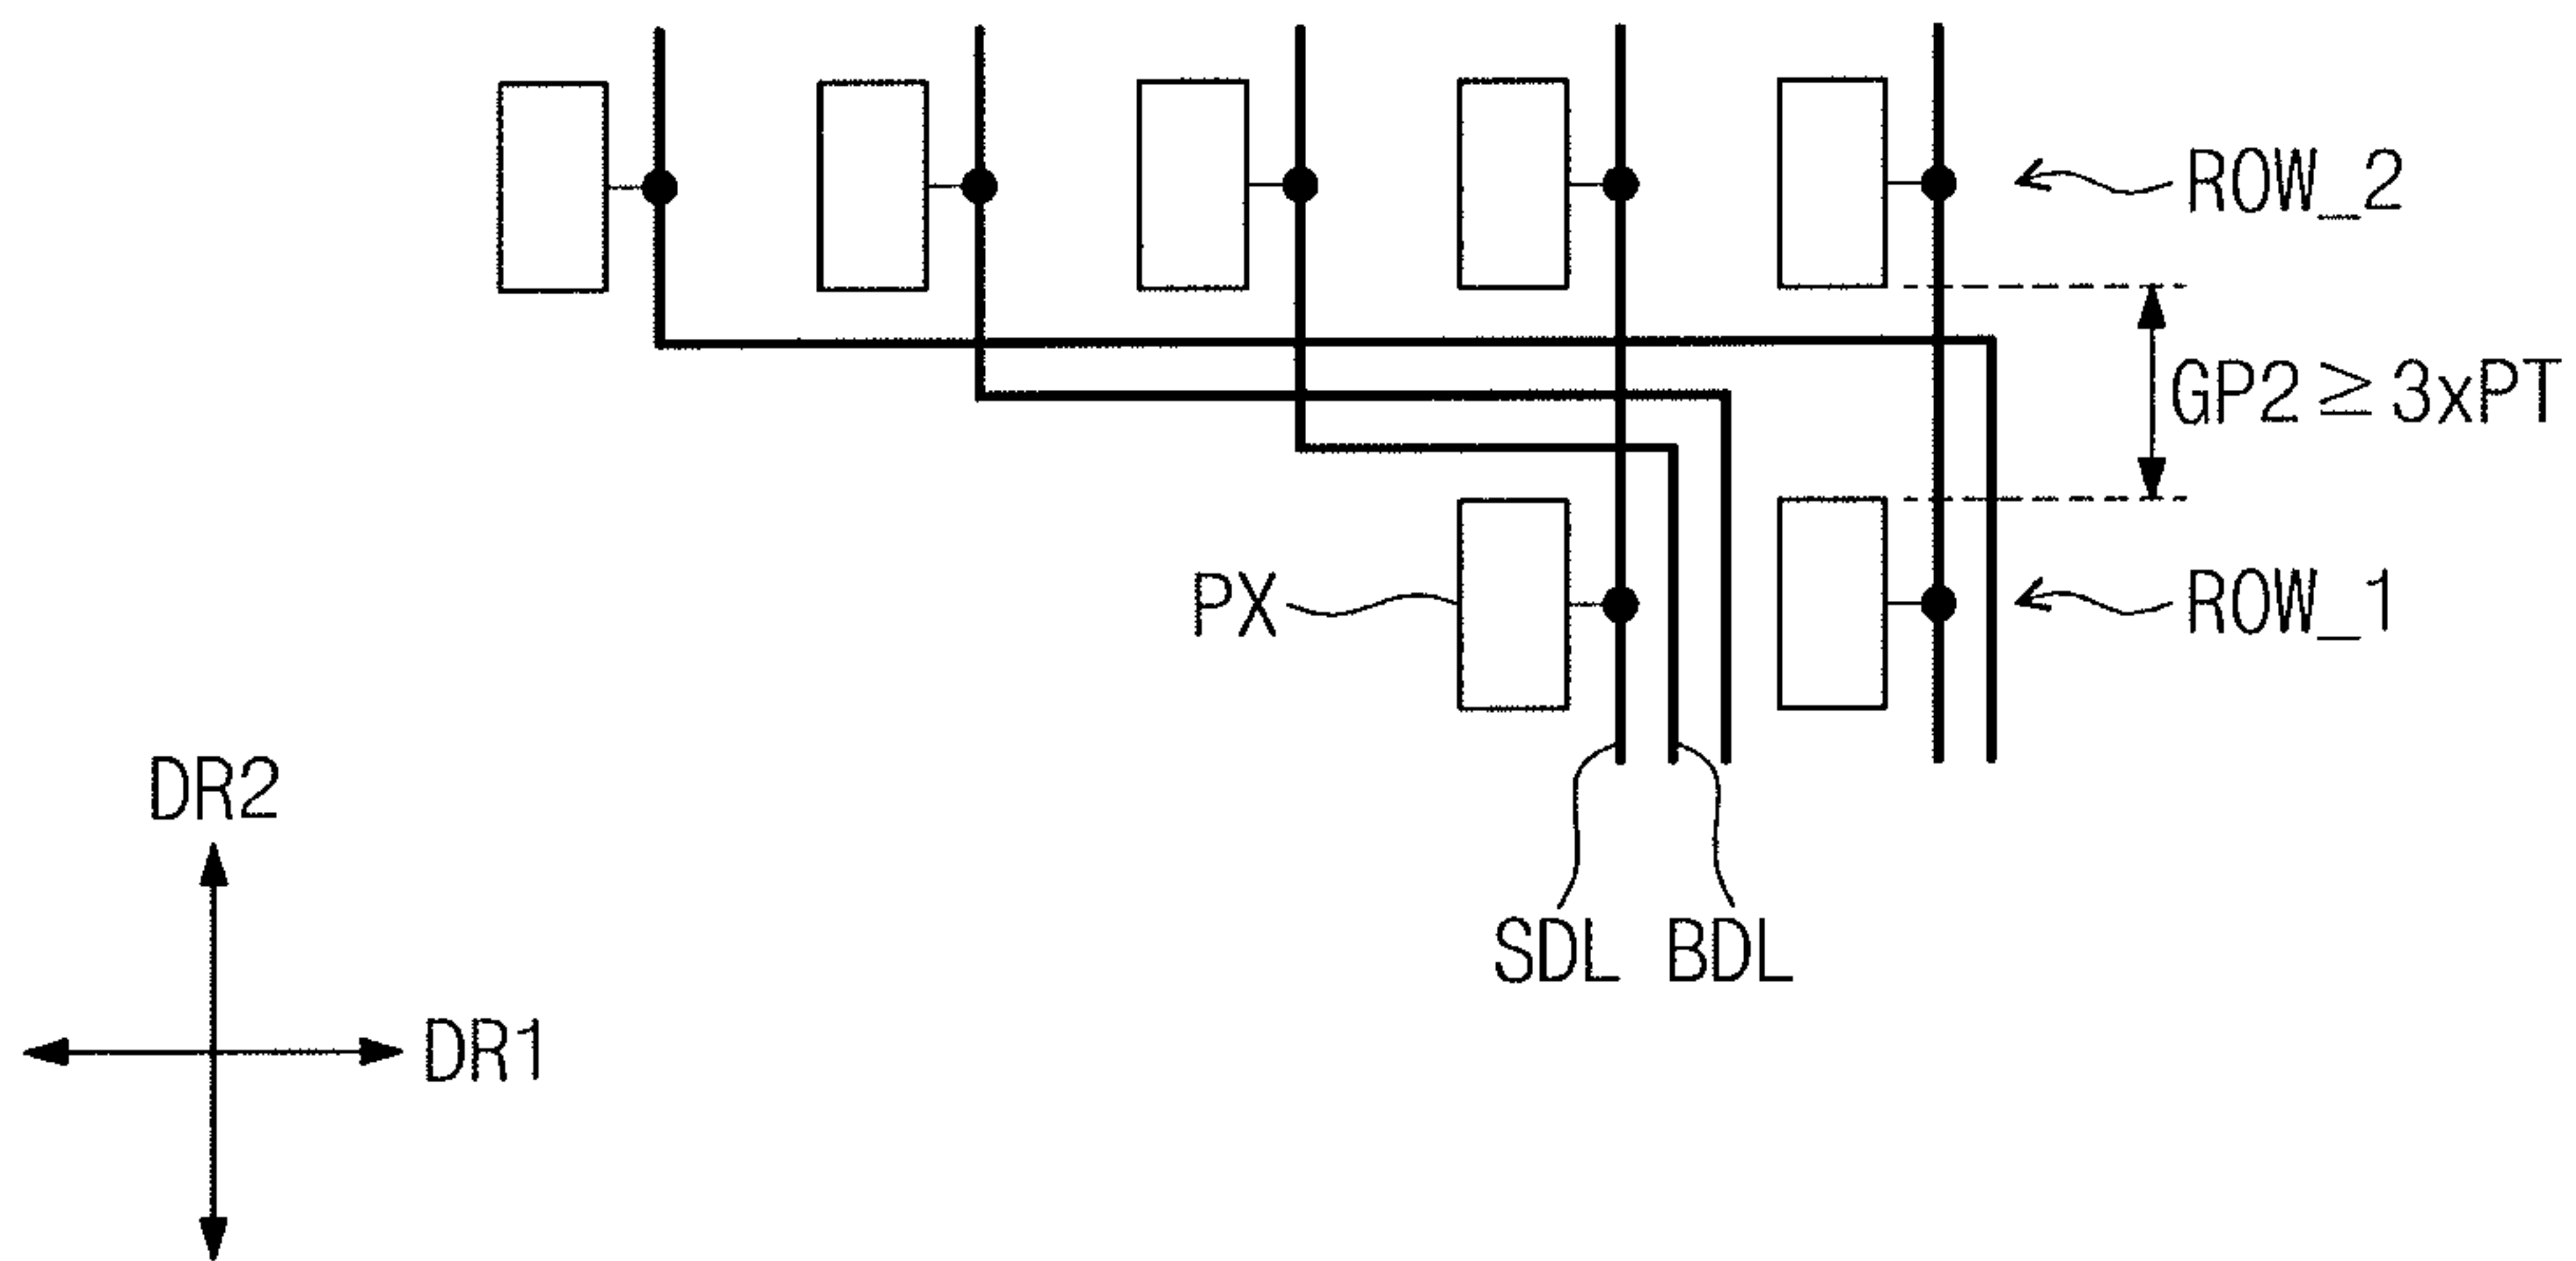 ROW_2
GP2≥3xPT
PX
ROW_1
DR2
SDL BDL
DR1